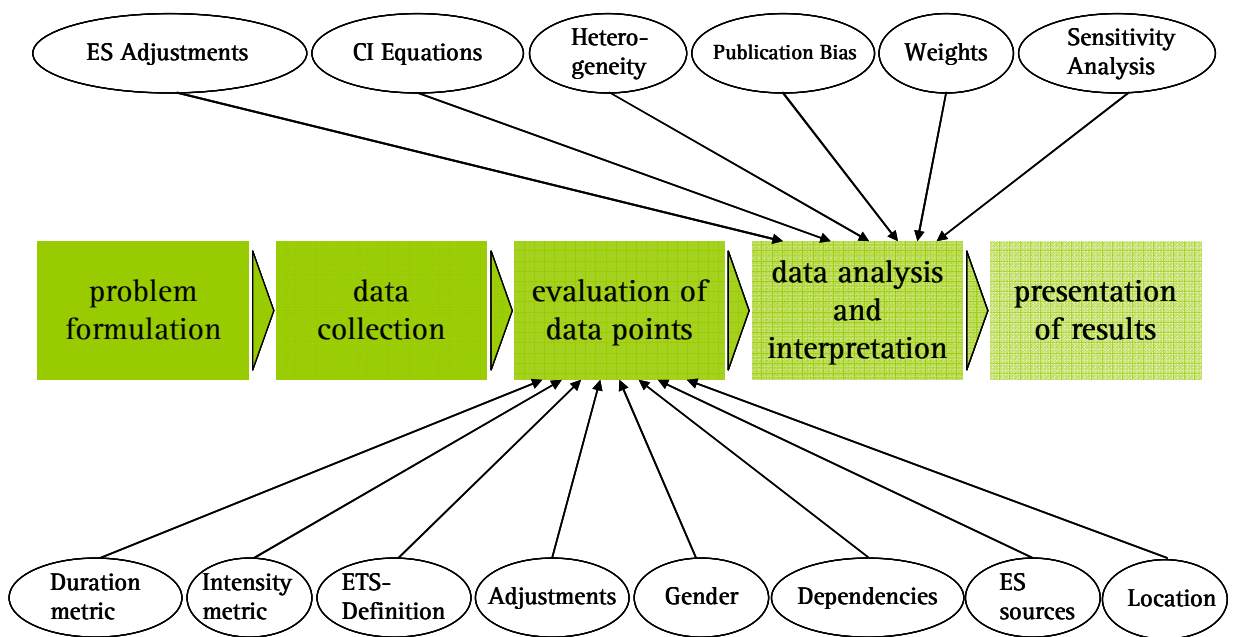 ES Adjustments
CI Equations
Hetero-
geneity
Publication Bias
Weights
Sensitivity
Analysis
problem
formulation
data
collection
evaluation of
data points
data analysis
and
interpretation
presentation
of results
Duration
metric
Intensity
metric
ETS-
Definition
Adjustments
Gender
Dependencies
ES
sources
Location